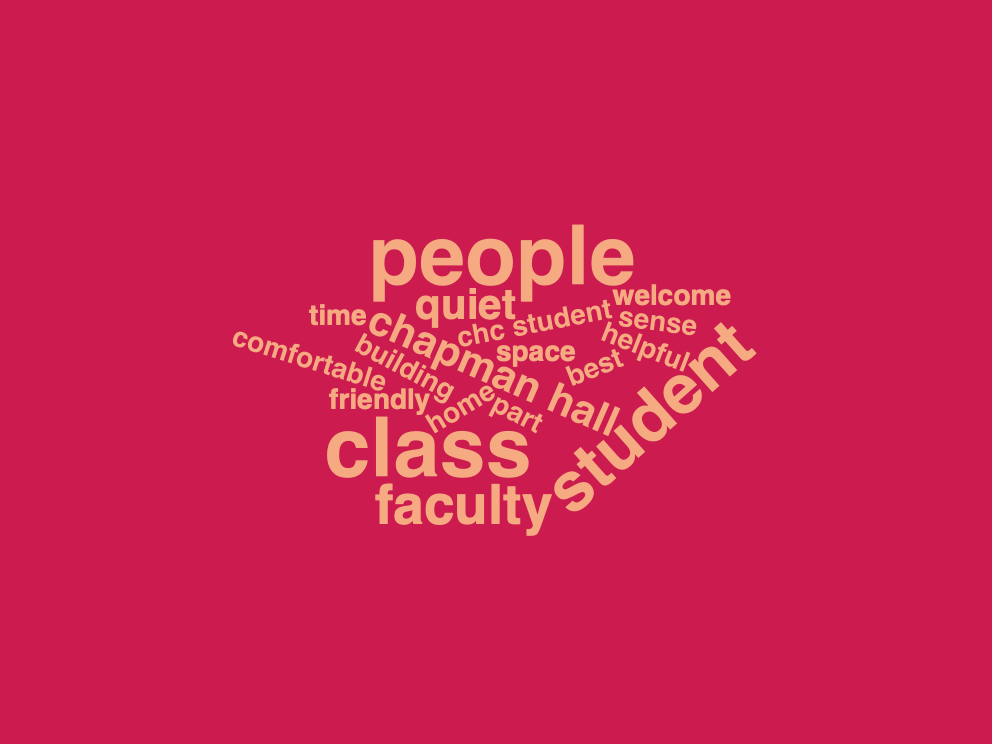 people
quiet
welcome
time
chc student
sense
chapman hall
helpful
comfortable
building
space
best
student
friendly
home
part
class
faculty